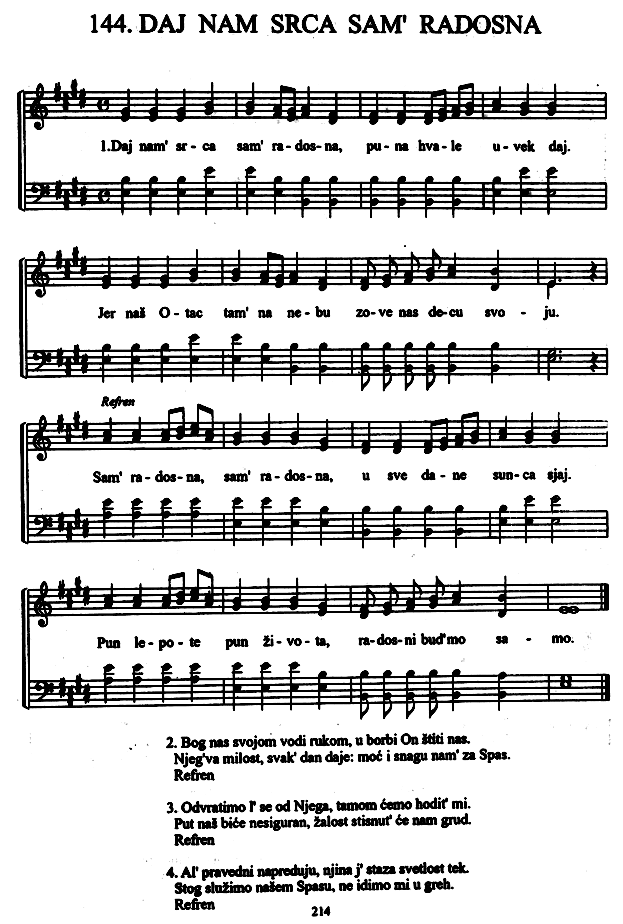 144. DAJ NAM SRCA SAM' RADOSNA
1.Daj nam' sr - ca sam' ra-dos-na, pu - na hva - le u - vek daj.
Jer naš O - tac tam' na ne - bu zo - ve nas de-cu svo - ju.
Refren
Sam' ra - dos - na, sam' ra - dos - na, u sve da - ne sun - ca sjaj.
Pun le - po - te pun ži - vo - ta, ra-dos-ni bud'mo sa - mo.
2. Bog nas svojom vodi rukom, u borbi On štiti nas.
Njeg'va milost, svak' dan daje: moć i snagu nam' za Spas.
Refren
3. Odvratimo l' se od Njega, tamom ćemo hodit' mi.
Put naš biće nesiguran, žalost stisnut' će nam grud.
Refren
4. Al' pravedni napreduju, njina j' staza svetlost tek.
Stog služimo našem Spasu, ne idimo mi u greh.
Refren
214